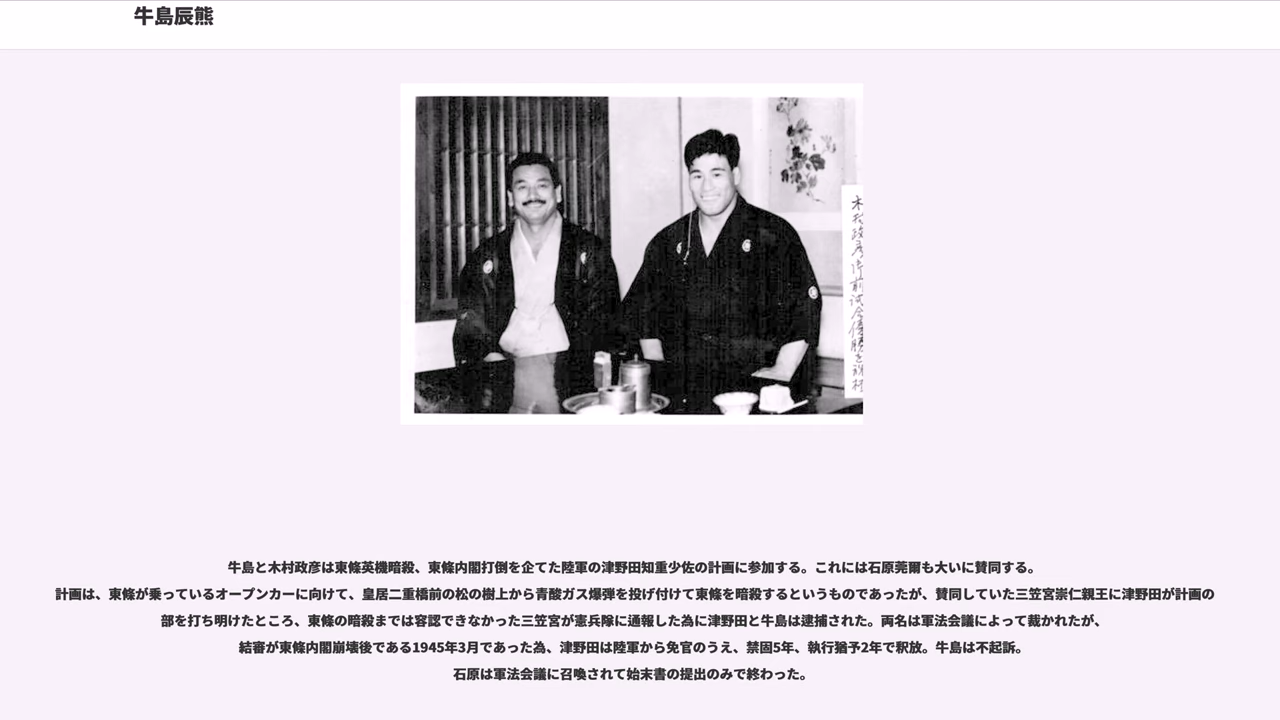 牛島辰熊
木村政彦侍前試合優勝を祝
牛島と木村政彦は東條英機暗殺、東條内閣打倒を企てた陸軍の津野田知重少佐の計画に参加する。これには石原莞爾も大いに賛同する。
計画は、東條が乗っているオープンカーに向けて、皇居二重橋前の松の樹上から青酸ガス爆弾を投げ付けて東條を暗殺するというものであったが、賛同していた三笠宮崇仁親王に津野田が計画の
部を打ち明けたところ、東條の暗殺までは容認できなかった三笠宮が憲兵隊に通報した為に津野田と牛島は逮捕された。両名は軍法会議によって裁かれたが、
結審が東條内閣崩壊後である1945年3月であった為、津野田は陸軍から免官のうえ、禁固5年、執行猶予2年で釈放。牛島は不起訴。
石原は軍法会議に召喚されて始末書の提出のみで終わった。